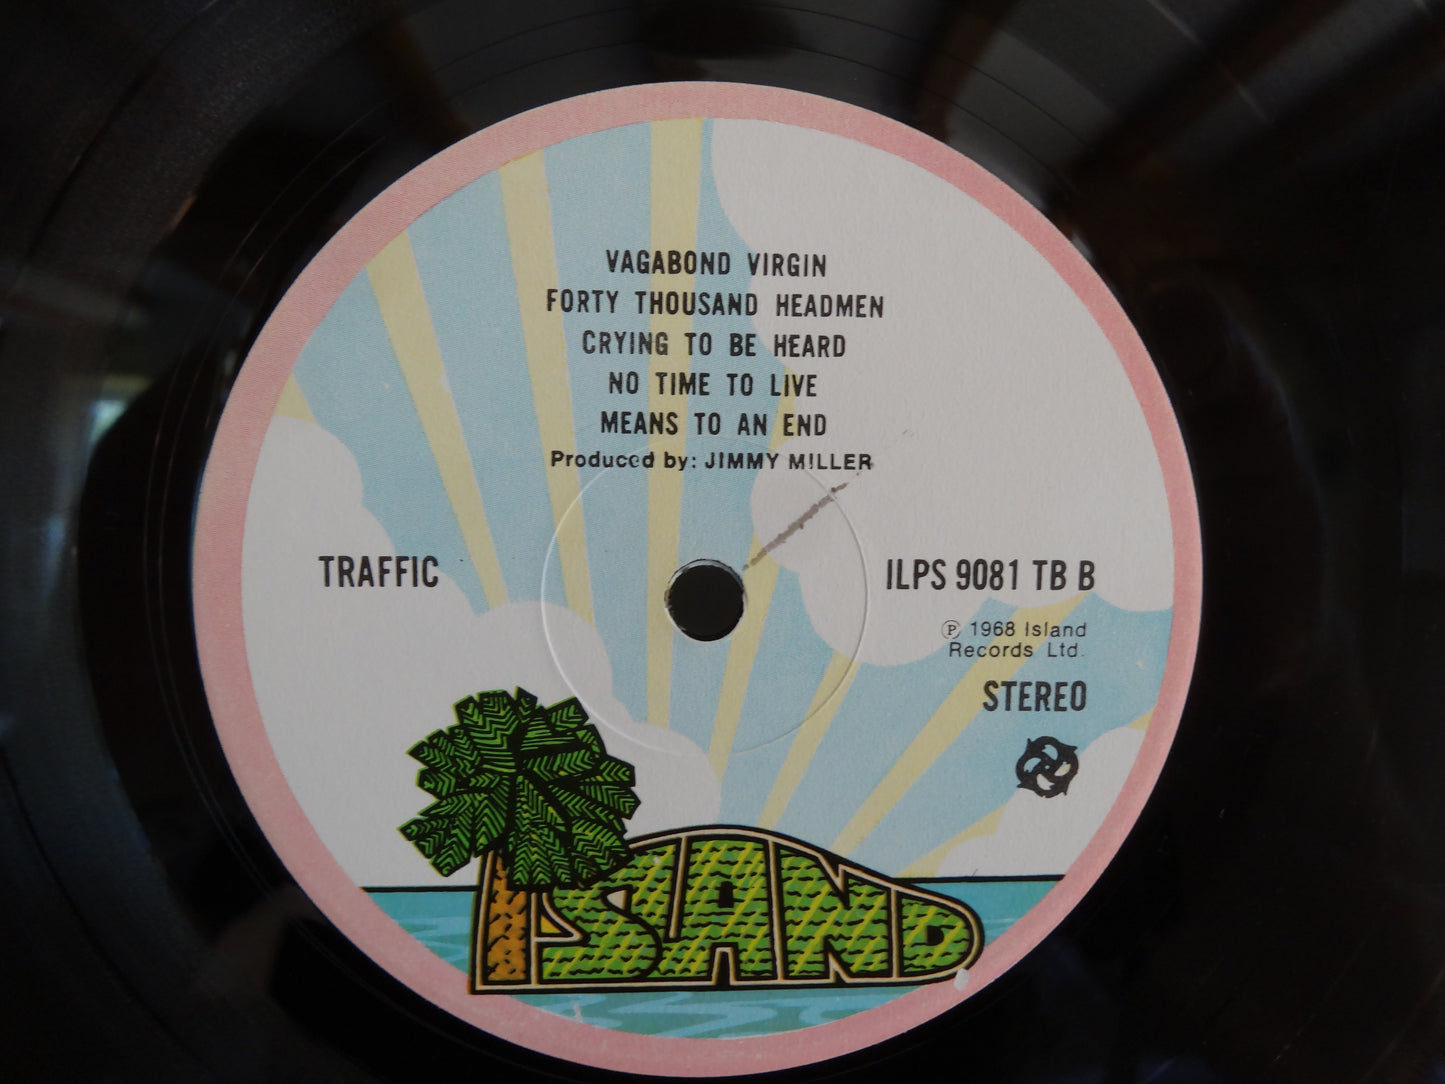 VAGABOND VIRGIN
FORTY THOUSAND HEADMEN
CRYING TO BE HEARD
NO TIME TO LIVE
MEANS TO AN END
Produced by: JIMMY MILLER
TRAFFIC
ILPS 9081 TB B
℗ 1968 Island
Records Ltd.
STEREO
ISLAND